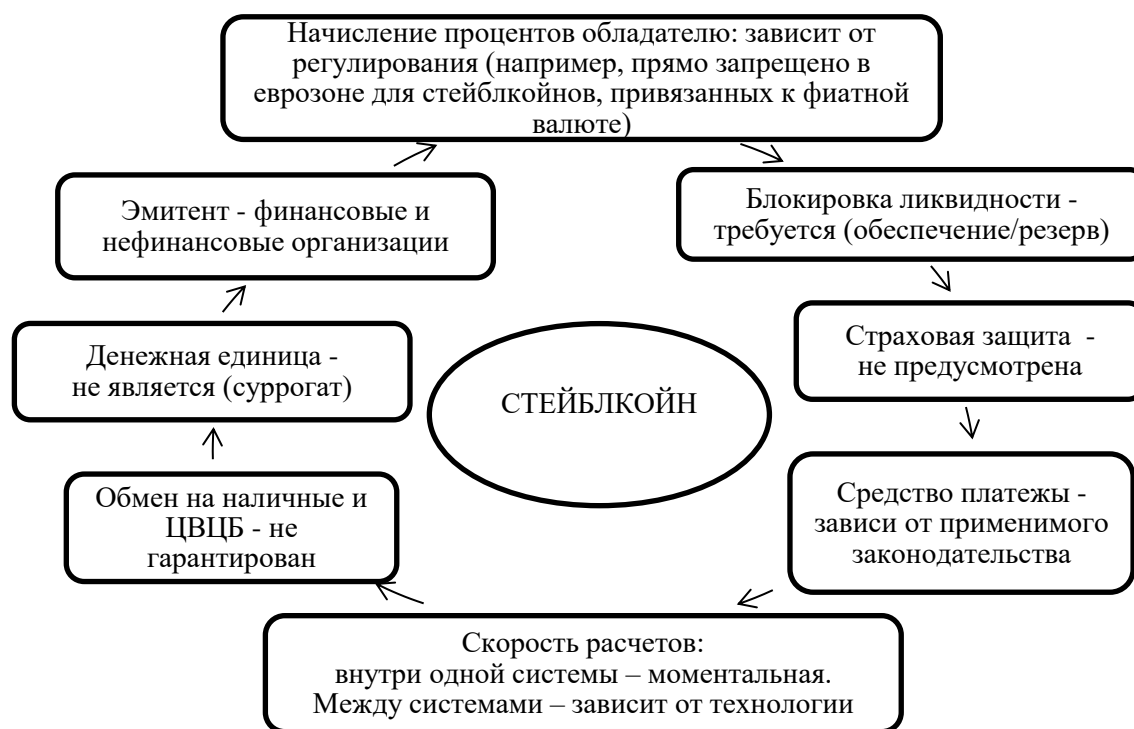 Начисление процентов обладателю: зависит от
регулирования (например, прямо запрещено в
еврозоне для стейблкойнов, привязанных к фиатной
валюте)
Блокировка ликвидности -
требуется (обеспечение/резерв)
Страховая защита -
не предусмотрена
Средство платежы -
зависи от применимого
законодательства
Скорость расчетов:
внутри одной системы – моментальная.
Между системами – зависит от технологии
Обмен на наличные и
ЦВЦБ - не
гарантирован
Денежная единица -
не является (суррогат)
Эмитент - финансовые и
нефинансовые организации
СТЕЙБЛКОЙН